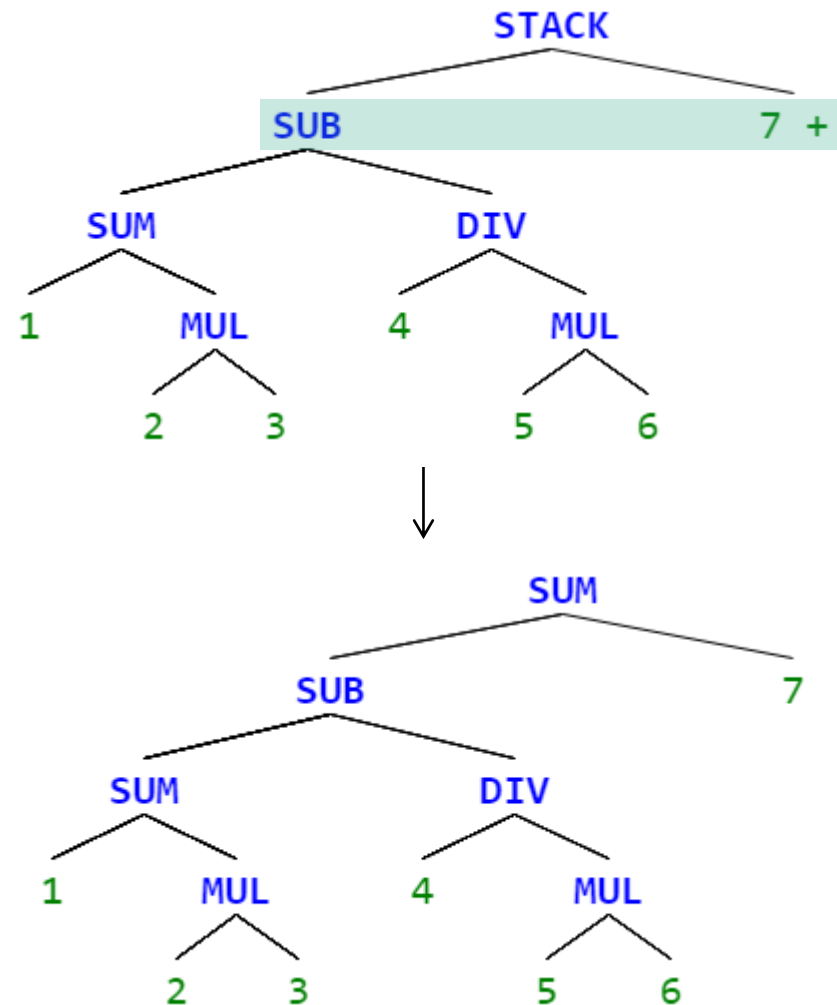 STACK
SUB 7 +
SUM DIV
1 MUL 4 MUL
2 3 5 6
SUM
SUB 7
SUM DIV
1 MUL 4 MUL
2 3 5 6